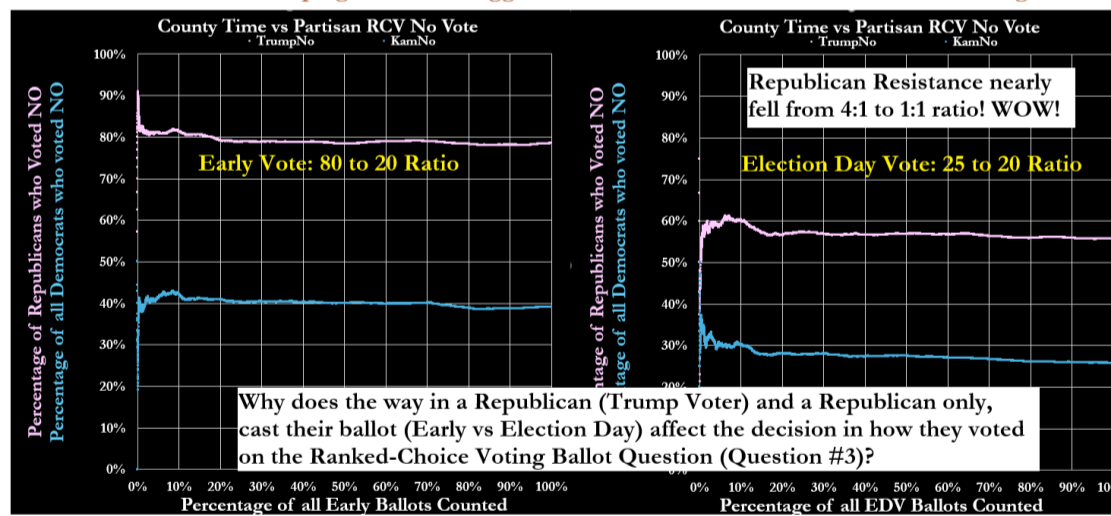 County Time vs Partisan RCV No Vote
TrumpNo KamNo
100%
90%
80%
70%
60%
50%
40%
30%
20%
10%
0%
Percentage of Republicans who Voted NO
Percentage of all Democrats who voted NO
Early Vote: 80 to 20 Ratio
0% 10% 20% 30% 40% 50% 60% 70% 80% 90% 100%
Percentage of all Early Ballots Counted
County Time vs Partisan RCV No Vote
TrumpNo KamNo
100%
90%
80%
70%
60%
50%
40%
30%
20%
of Republicans who Voted NO
of all Democrats who voted NO
Republican Resistance nearly
fell from 4:1 to 1:1 ratio! WOW!
Election Day Vote: 25 to 20 Ratio
0% 10% 20% 30% 40% 50% 60% 70% 80% 90% 10
Percentage of all EDV Ballots Counted
Why does the way in a Republican (Trump Voter) and a Republican only,
cast their ballot (Early vs Election Day) affect the decision in how they voted
on the Ranked-Choice Voting Ballot Question (Question #3)?